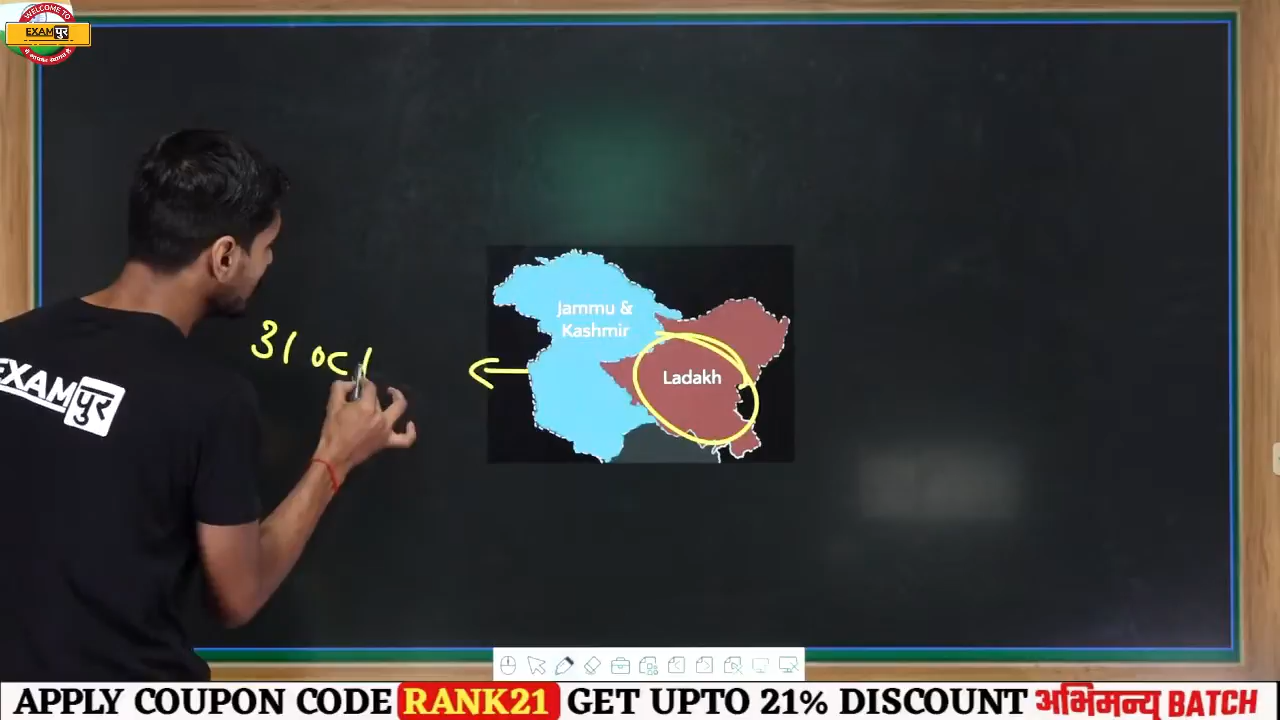 WELCOME TO
EXAMपुर
EXAMपुर
31 oct
Jammu &
Kashmir
Ladakh
APPLY COUPON CODE RANK21 GET UPTO 21% DISCOUNT अभिमन्यु BATCH